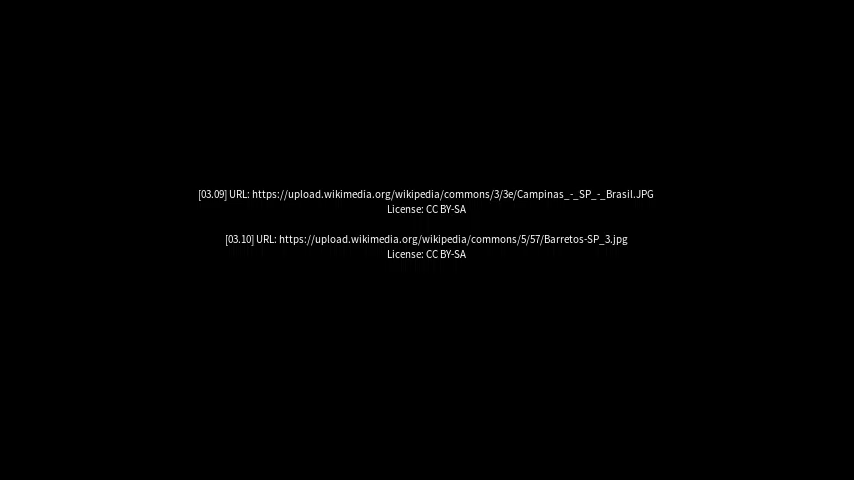 [03.09] URL: https://upload.wikimedia.org/wikipedia/commons/3/3e/Campinas_-_SP_-_Brasil.JPG
License: CC BY-SA
[03.10] URL: https://upload.wikimedia.org/wikipedia/commons/5/57/Barretos-SP_3.jpg
License: CC BY-SA